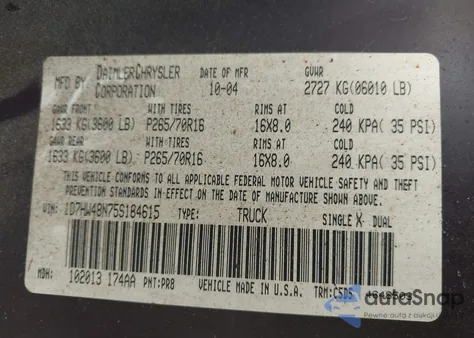 MFD BY DAIMLERCHRYSLER CORPORATION DATE OF MFR 10-04 GVWR 2727 KG(06010 LB)
GAWR FRONT WITH TIRES RIMS AT COLD
1633 KG(3600 LB) P265/70R16 16X8.0 240 KPA( 35 PSI)
GAWR REAR WITH TIRES RIMS AT COLD
1633 KG(3600 LB) P265/70R16 16X8.0 240 KPA( 35 PSI)
THIS VEHICLE CONFORMS TO ALL APPLICABLE FEDERAL MOTOR VEHICLE SAFETY AND THEFT
PREVENTION STANDARDS IN-EFFECT ON THE DATE OF MANUFACTURE SHOWN ABOVE.
VIN: 1D7HW48N75S184615 TYPE: TRUCK SINGLE X DUAL
MDH: 102013 174AA PNT:PR8 VEHICLE MADE IN U.S.A. TRM:C5D5
autoSnap
Pewne auta z aukcji